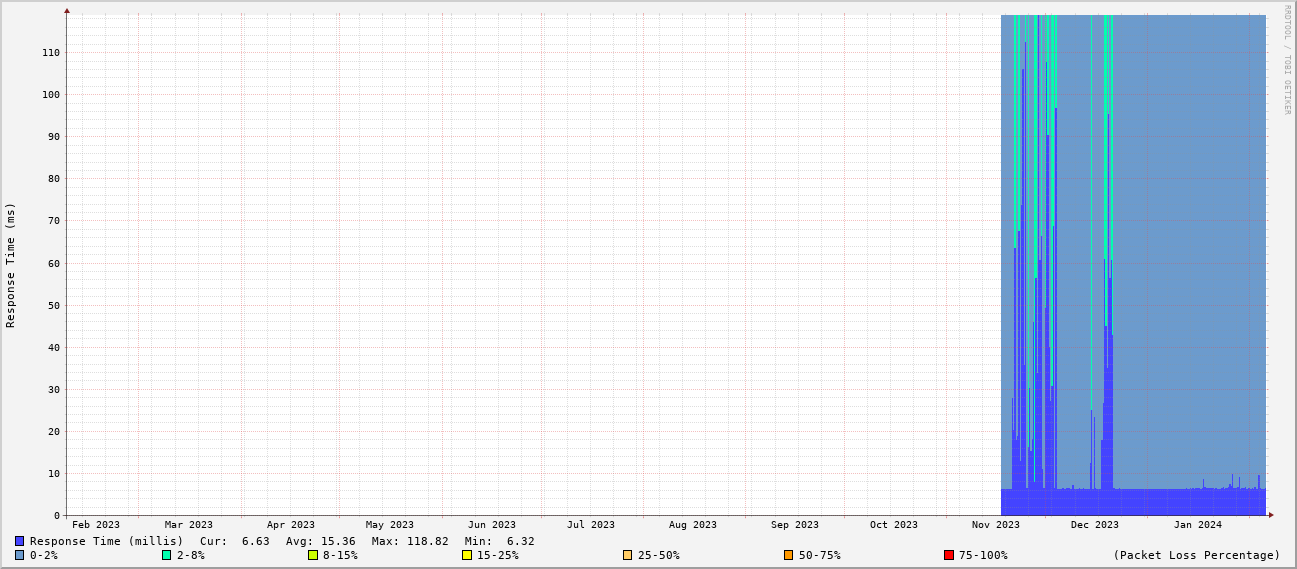 RRDTOOL / TOBI OETIKER
Response Time (ms)
110
100
90
80
70
60
50
40
30
20
10
0
Feb 2023 Mar 2023 Apr 2023 May 2023 Jun 2023 Jul 2023 Aug 2023 Sep 2023 Oct 2023 Nov 2023 Dec 2023 Jan 2024
Response Time (millis) Cur: 6.63 Avg: 15.36 Max: 118.82 Min: 6.32
0-2% 2-8% 8-15% 15-25% 25-50% 50-75% 75-100% (Packet Loss Percentage)